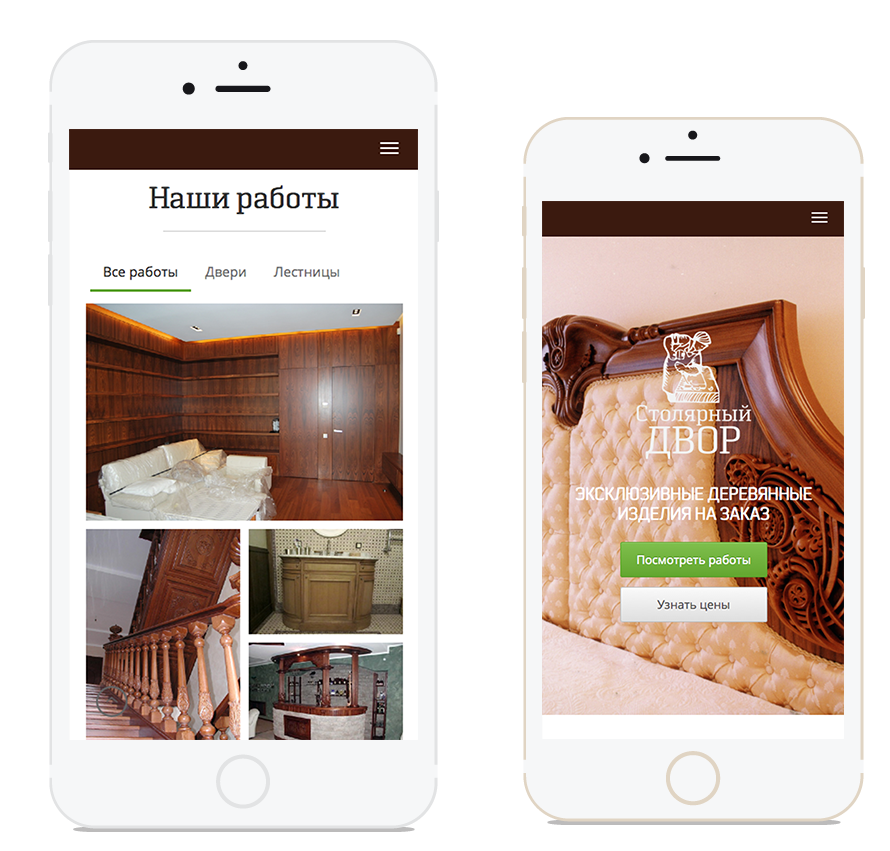 Наши работы
Все работы Двери Лестницы
Столярный
ДВОР
ЭКСКЛЮЗИВНЫЕ ДЕРЕВЯННЫЕ
ИЗДЕЛИЯ НА ЗАКАЗ
Посмотреть работы
Узнать цены